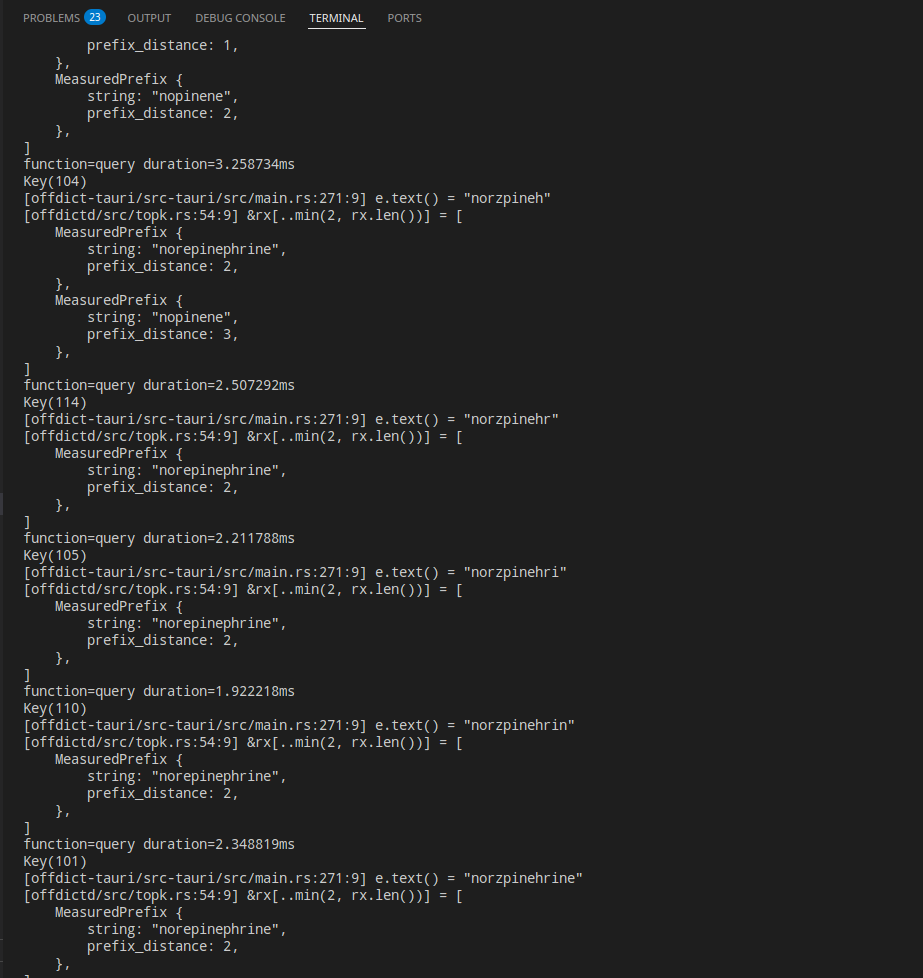 PROBLEMS 23 OUTPUT DEBUG CONSOLE TERMINAL PORTS
        prefix_distance: 1,
    },
    MeasuredPrefix {
        string: "nopinene",
        prefix_distance: 2,
    },
]
function=query duration=3.258734ms
Key(104)
[offdict-tauri/src-tauri/src/main.rs:271:9] e.text() = "norzpineh"
[offdictd/src/topk.rs:54:9] &rx[..min(2, rx.len())] = [
    MeasuredPrefix {
        string: "norepinephrine",
        prefix_distance: 2,
    },
    MeasuredPrefix {
        string: "nopinene",
        prefix_distance: 3,
    },
]
function=query duration=2.507292ms
Key(114)
[offdict-tauri/src-tauri/src/main.rs:271:9] e.text() = "norzpinehr"
[offdictd/src/topk.rs:54:9] &rx[..min(2, rx.len())] = [
    MeasuredPrefix {
        string: "norepinephrine",
        prefix_distance: 2,
    },
]
function=query duration=2.211788ms
Key(105)
[offdict-tauri/src-tauri/src/main.rs:271:9] e.text() = "norzpinehri"
[offdictd/src/topk.rs:54:9] &rx[..min(2, rx.len())] = [
    MeasuredPrefix {
        string: "norepinephrine",
        prefix_distance: 2,
    },
]
function=query duration=1.922218ms
Key(110)
[offdict-tauri/src-tauri/src/main.rs:271:9] e.text() = "norzpinehrin"
[offdictd/src/topk.rs:54:9] &rx[..min(2, rx.len())] = [
    MeasuredPrefix {
        string: "norepinephrine",
        prefix_distance: 2,
    },
]
function=query duration=2.348819ms
Key(101)
[offdict-tauri/src-tauri/src/main.rs:271:9] e.text() = "norzpinehrine"
[offdictd/src/topk.rs:54:9] &rx[..min(2, rx.len())] = [
    MeasuredPrefix {
        string: "norepinephrine",
        prefix_distance: 2,
    },
]